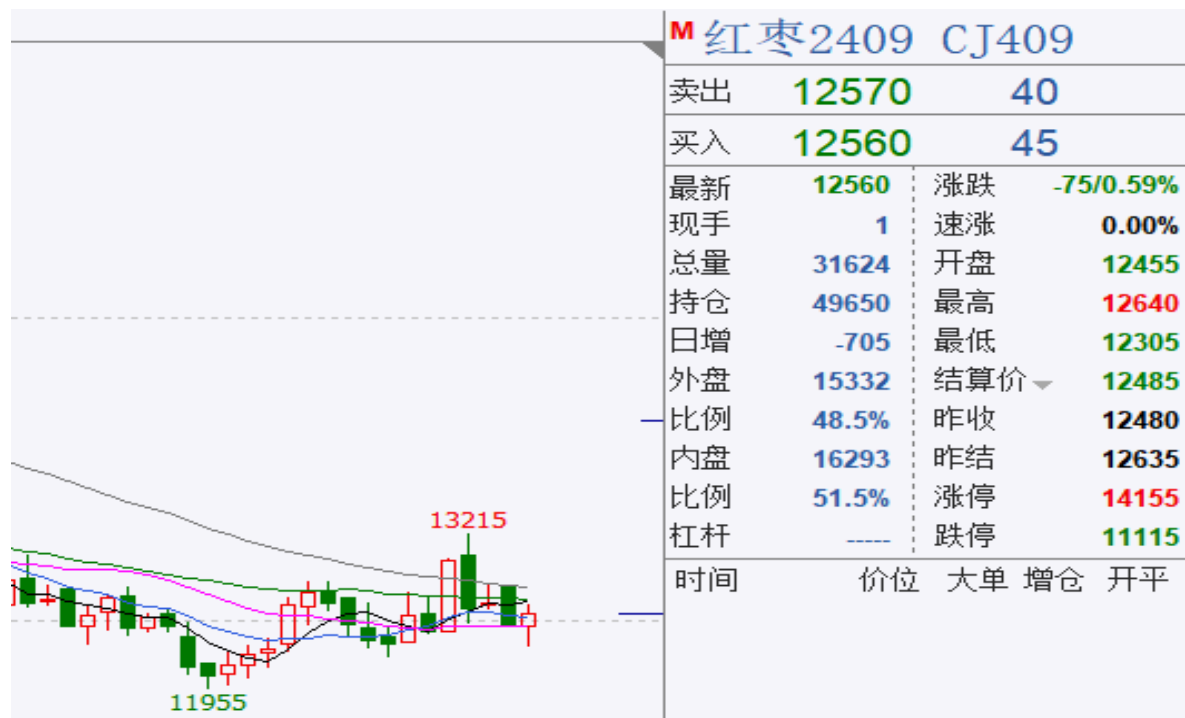 M 红枣2409 CJ409
卖出 12570 40
买入 12560 45
最新 12560 涨跌 -75/0.59%
现手 1 速涨 0.00%
总量 31624 开盘 12455
持仓 49650 最高 12640
日增 -705 最低 12305
外盘 15332 结算价 12485
比例 48.5% 昨收 12480
内盘 16293 昨结 12635
比例 51.5% 涨停 14155
杠杆 ----- 跌停 11115
时间 价位 大单 增仓 开平
13215
11955